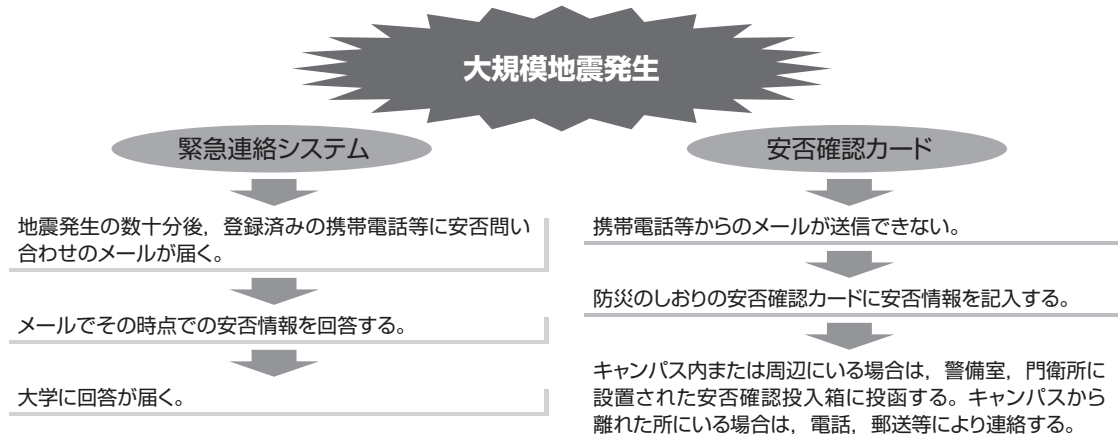 大規模地震発生
緊急連絡システム
地震発生の数十分後，登録済みの携帯電話等に安否問い
合わせのメールが届く。
メールでその時点での安否情報を回答する。
大学に回答が届く。
安否確認カード
携帯電話等からのメールが送信できない。
防災のしおりの安否確認カードに安否情報を記入する。
キャンパス内または周辺にいる場合は，警備室，門衛所に
設置された安否確認投入箱に投函する。キャンパスから
離れた所にいる場合は，電話，郵送等により連絡する。